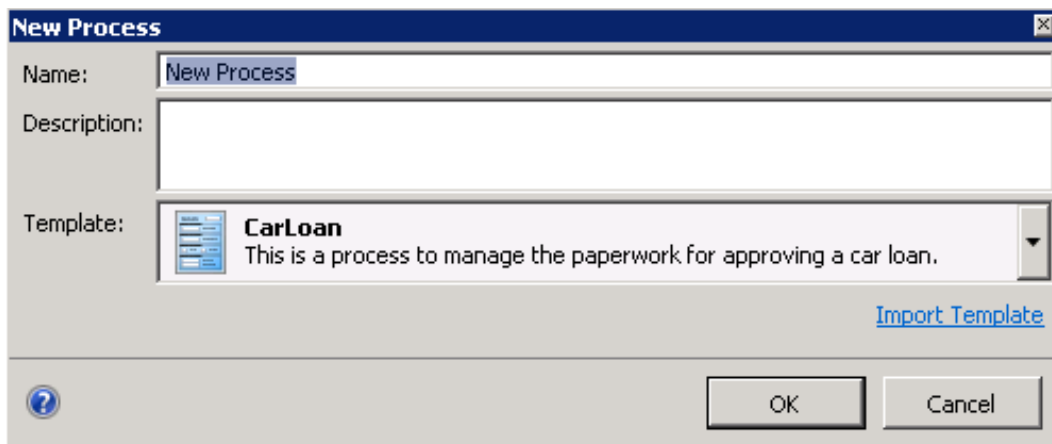 New Process
Name: New Process
Description:
Template: CarLoan
This is a process to manage the paperwork for approving a car loan.
Import Template
? OK Cancel